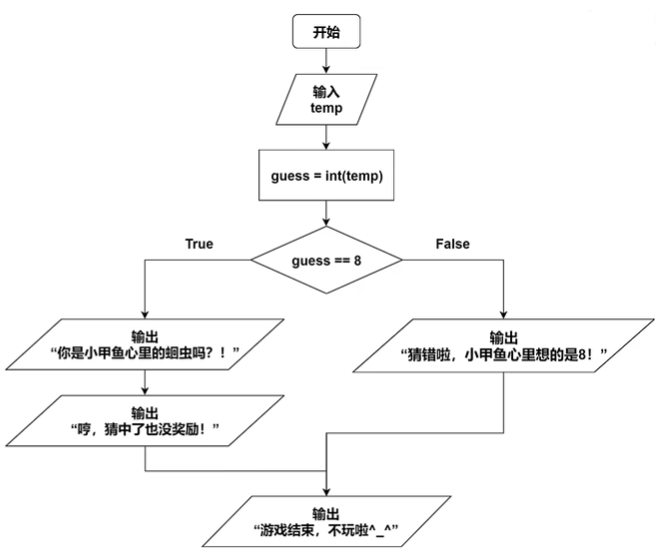 开始
输入
temp
guess = int(temp)
guess == 8
True
False
输出
“你是小甲鱼心里的蛔虫吗？！”
输出
“哼，猜中了也没奖励！”
输出
“猜错啦，小甲鱼心里想的是8！”
输出
“游戏结束，不玩啦^_^”